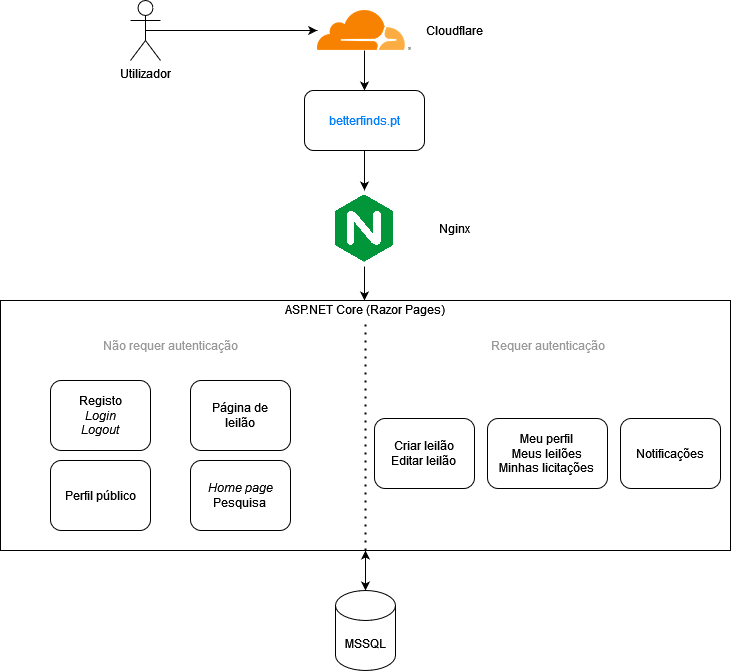 Utilizador
Cloudflare
betterfinds.pt
N
Nginx
ASP.NET Core (Razor Pages)
Não requer autenticação
Requer autenticação
Registo
Login
Logout
Página de
leilão
Perfil público
Home page
Pesquisa
Criar leilão
Editar leilão
Meu perfil
Meus leilões
Minhas licitações
Notificações
MSSQL